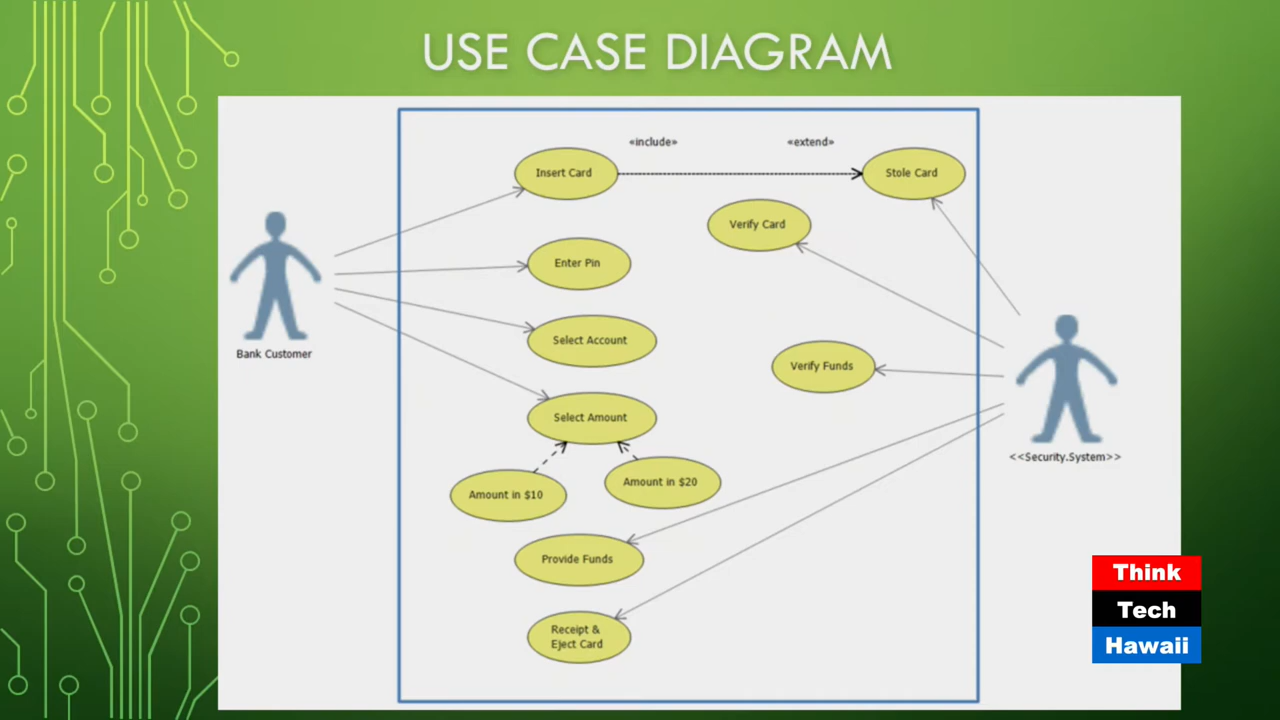 USE CASE DIAGRAM
«include»
«extend»
Insert Card
Stole Card
Verify Card
Enter Pin
Select Account
Bank Customer
Verify Funds
Select Amount
<<Security.System>>
Amount in $10
Amount in $20
Provide Funds
Receipt &
Eject Card
Think
Tech
Hawaii